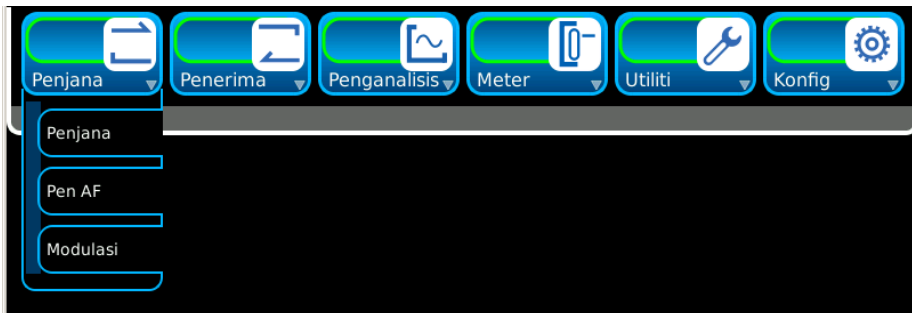 Penjana
Penerima
Penganalisis
Meter
Utiliti
Konfig
Penjana
Pen AF
Modulasi